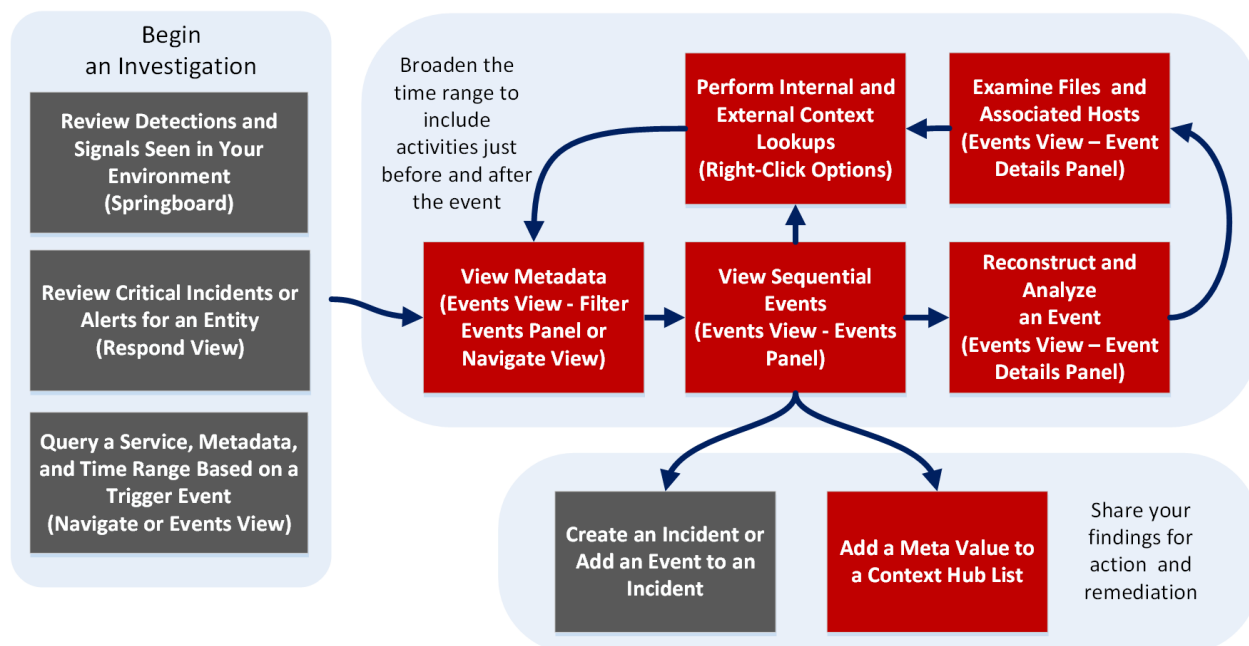 Begin
an Investigation
Review Detections and
Signals Seen in Your
Environment
(Springboard)
Review Critical Incidents or
Alerts for an Entity
(Respond View)
Query a Service, Metadata,
and Time Range Based on a
Trigger Event
(Navigate or Events View)
Broaden the
time range to
include
activities just
before and after
the event
Perform Internal and
External Context
Lookups
(Right-Click Options)
Examine Files and
Associated Hosts
(Events View – Event
Details Panel)
View Metadata
(Events View - Filter
Events Panel or
Navigate View)
View Sequential
Events
(Events View - Events
Panel)
Reconstruct and
Analyze
an Event
(Events View – Event
Details Panel)
Create an Incident or
Add an Event to an
Incident
Add a Meta Value to
a Context Hub List
Share your
findings for
action and
remediation